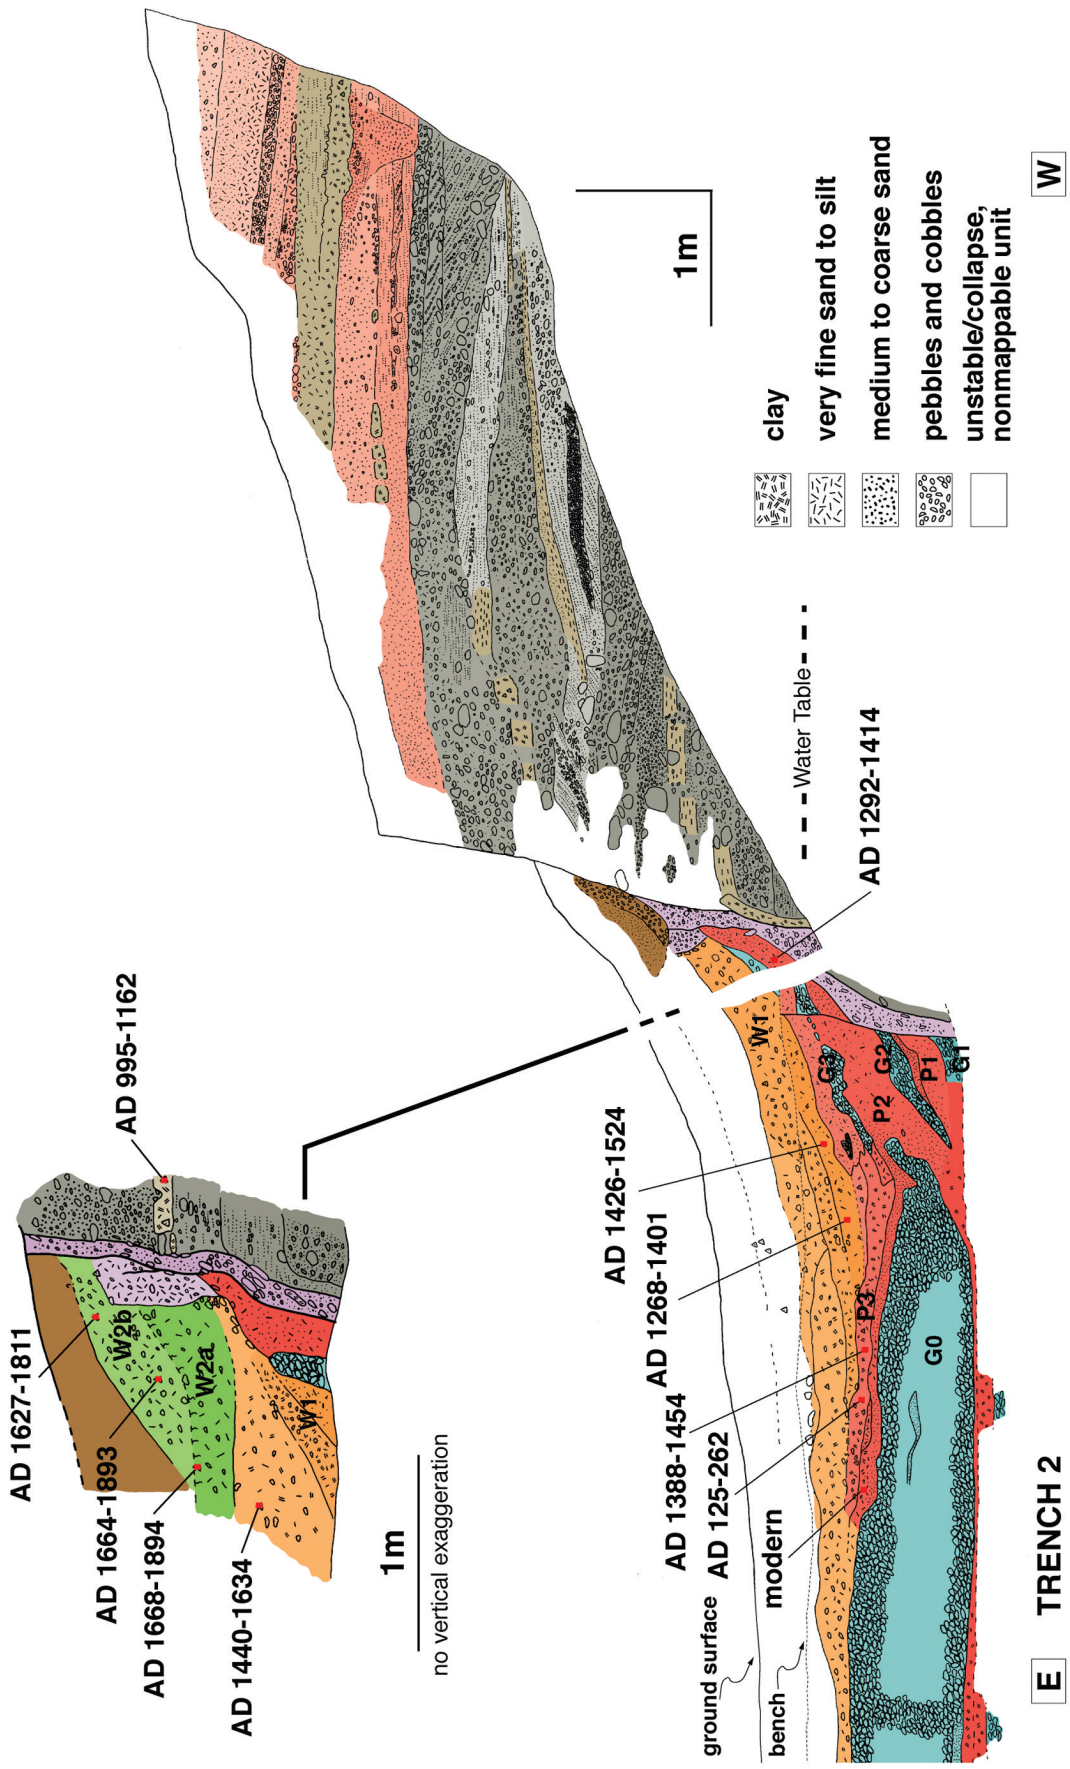 AD 1627-1811
AD 1664-1893
AD 1668-1894
AD 1440-1634
AD 995-1162
W2b
W2a
W1
1m
no vertical exaggeration
AD 1426-1524
AD 1268-1401
AD 1388-1454
AD 125-262
modern
ground surface
bench
W1
G3
G2
P1
G1
P2
P3
G0
Water Table
AD 1292-1414
1m
clay
very fine sand to silt
medium to coarse sand
pebbles and cobbles
unstable/collapse,
nonmappable unit
E
TRENCH 2
W